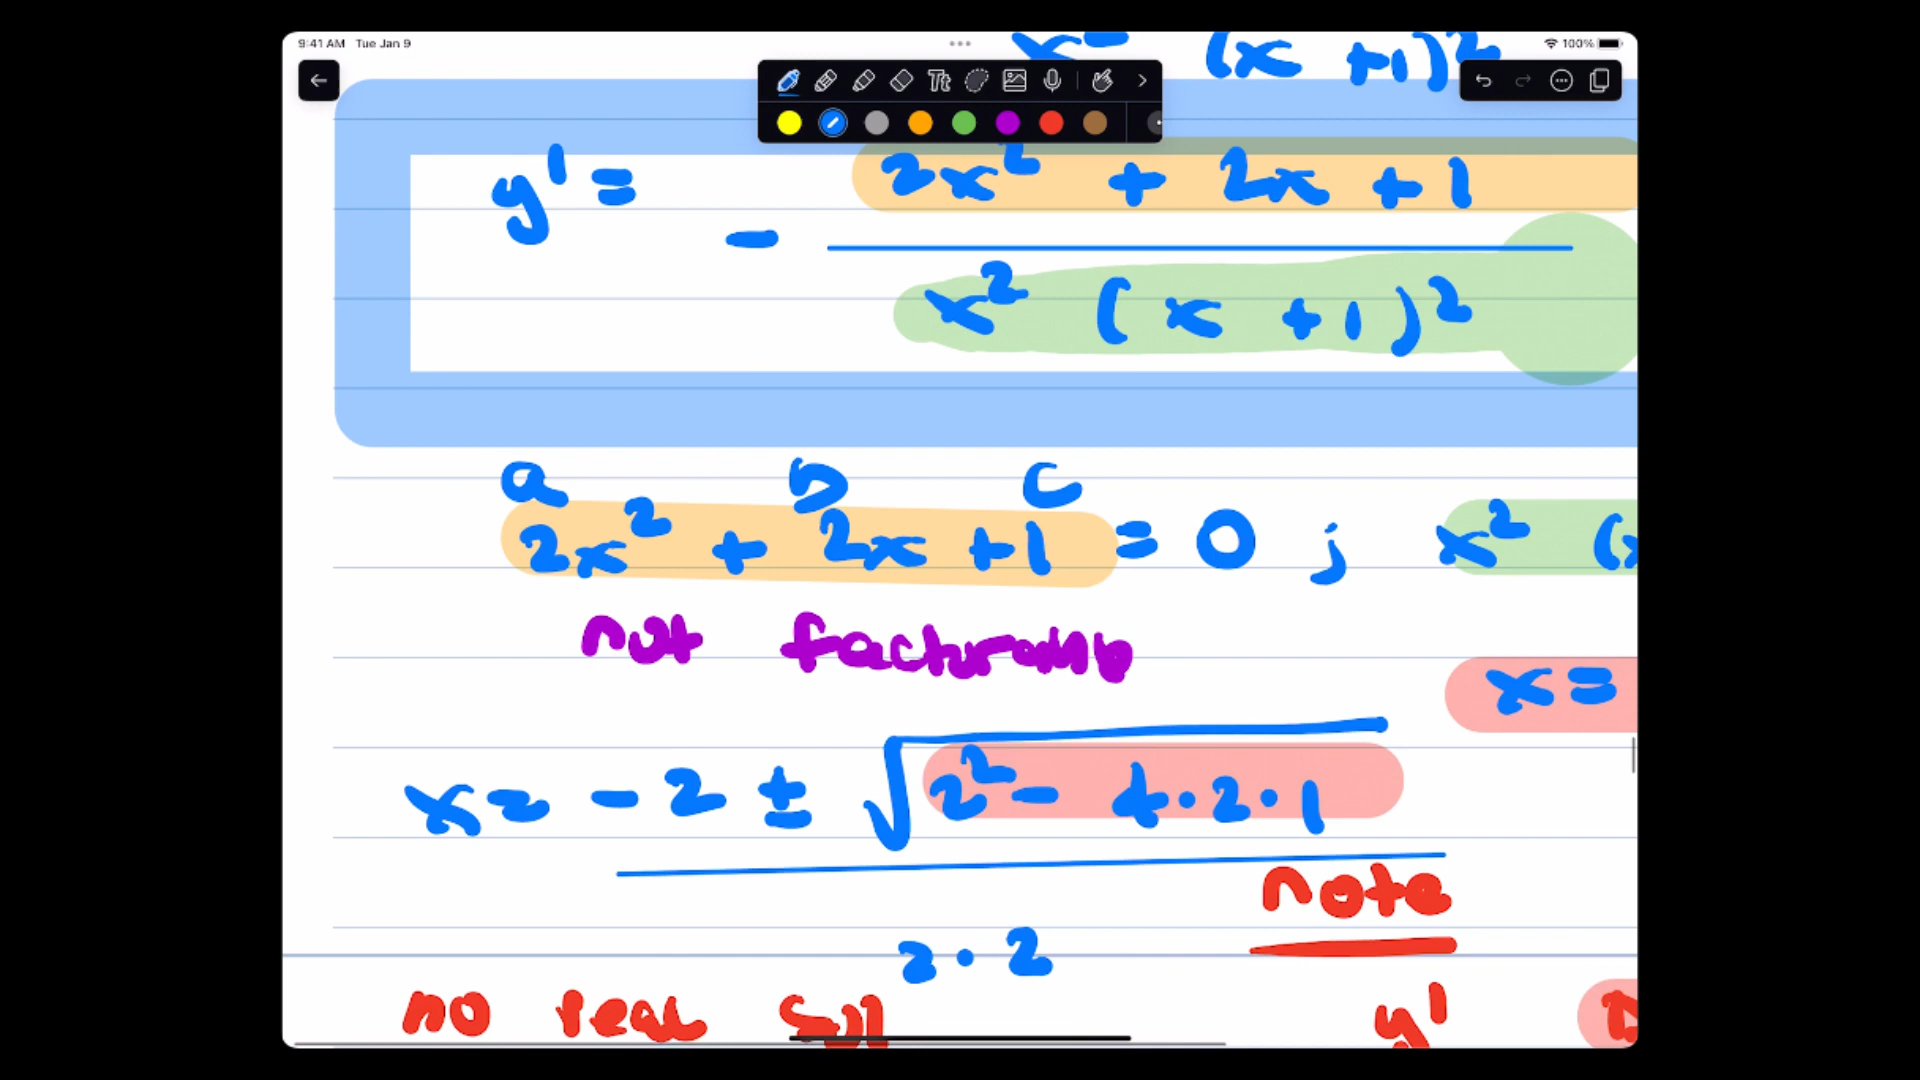 9:41 AM Tue Jan 9
100%
(x +1)²
Tt
y' = - (2x² + 2x + 1) / (x² (x +1)²)
a b c
2x² + 2x +1 = 0 ; x² (x
not
x =
x = (-2 ± √(2² - 4·2·1)) / (2·2)
note
no real sol
y'